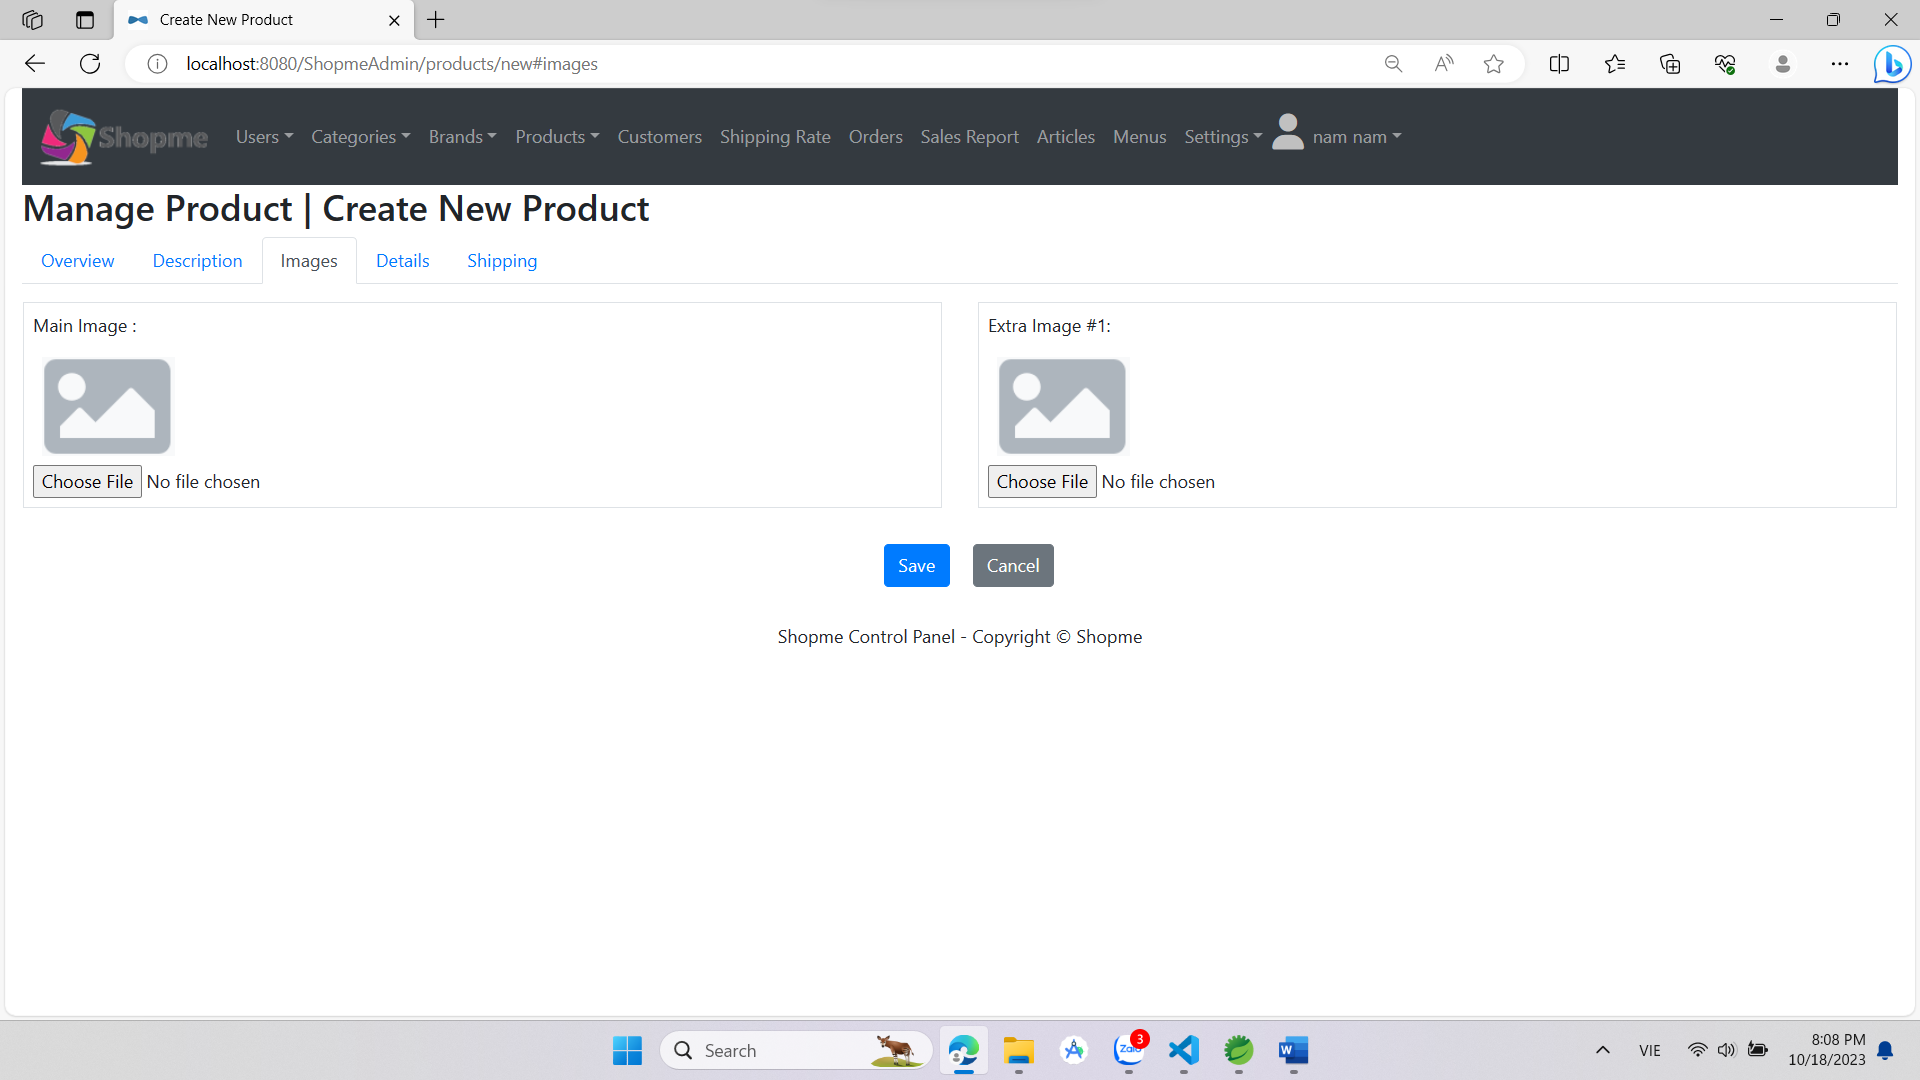 Create New Product
localhost:8080/ShopmeAdmin/products/new#images
Shopme Users Categories Brands Products Customers Shipping Rate Orders Sales Report Articles Menus Settings nam nam
Manage Product | Create New Product
Overview Description Images Details Shipping
Main Image :
Choose File No file chosen
Extra Image #1:
Choose File No file chosen
Save Cancel
Shopme Control Panel - Copyright © Shopme
Search
Zalo
3
VIE
8:08 PM
10/18/2023